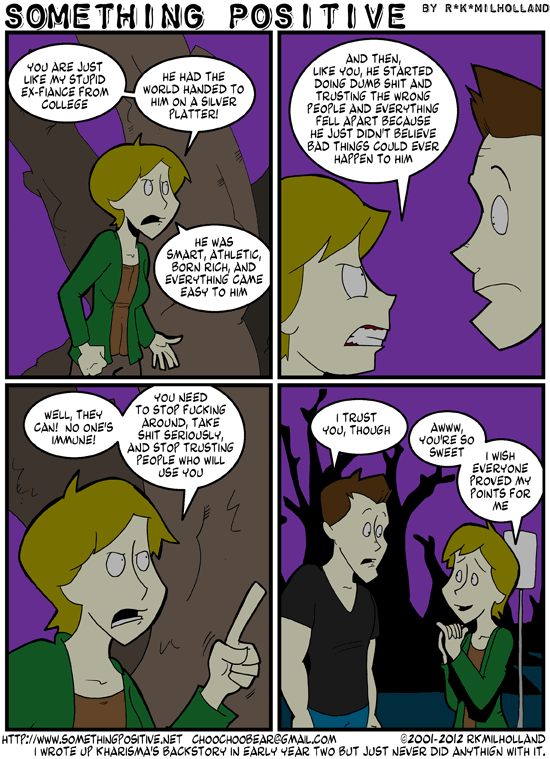 SOMETHING POSITIVE BY R*K*MILHOLLAND
YOU ARE JUST
LIKE MY STUPID
EX-FIANCE FROM
COLLEGE
HE HAD THE
WORLD HANDED TO
HIM ON A SILVER
PLATTER!
HE WAS
SMART, ATHLETIC,
BORN RICH, AND
EVERYTHING CAME
EASY TO HIM
AND THEN,
LIKE YOU, HE STARTED
DOING DUMB SHIT AND
TRUSTING THE WRONG
PEOPLE AND EVERYTHING
FELL APART BECAUSE
HE JUST DIDN'T BELIEVE
BAD THINGS COULD EVER
HAPPEN TO HIM
WELL, THEY
CAN! NO ONE'S
IMMUNE!
YOU NEED
TO STOP FUCKING
AROUND, TAKE
SHIT SERIOUSLY,
AND STOP TRUSTING
PEOPLE WHO WILL
USE YOU
I TRUST
YOU, THOUGH
AWWW,
YOU'RE SO
SWEET
I WISH
EVERYONE
PROVED MY
POINTS FOR
ME
HTTP://WWW.SOMETHINGPOSITIVE.NET CHOOCHOOBEAR@GMAIL.COM ©2001-2012 RKMILHOLLAND
I WROTE UP KHARISMA'S BACKSTORY IN EARLY YEAR TWO BUT JUST NEVER DID ANYTHIGN WITH IT.